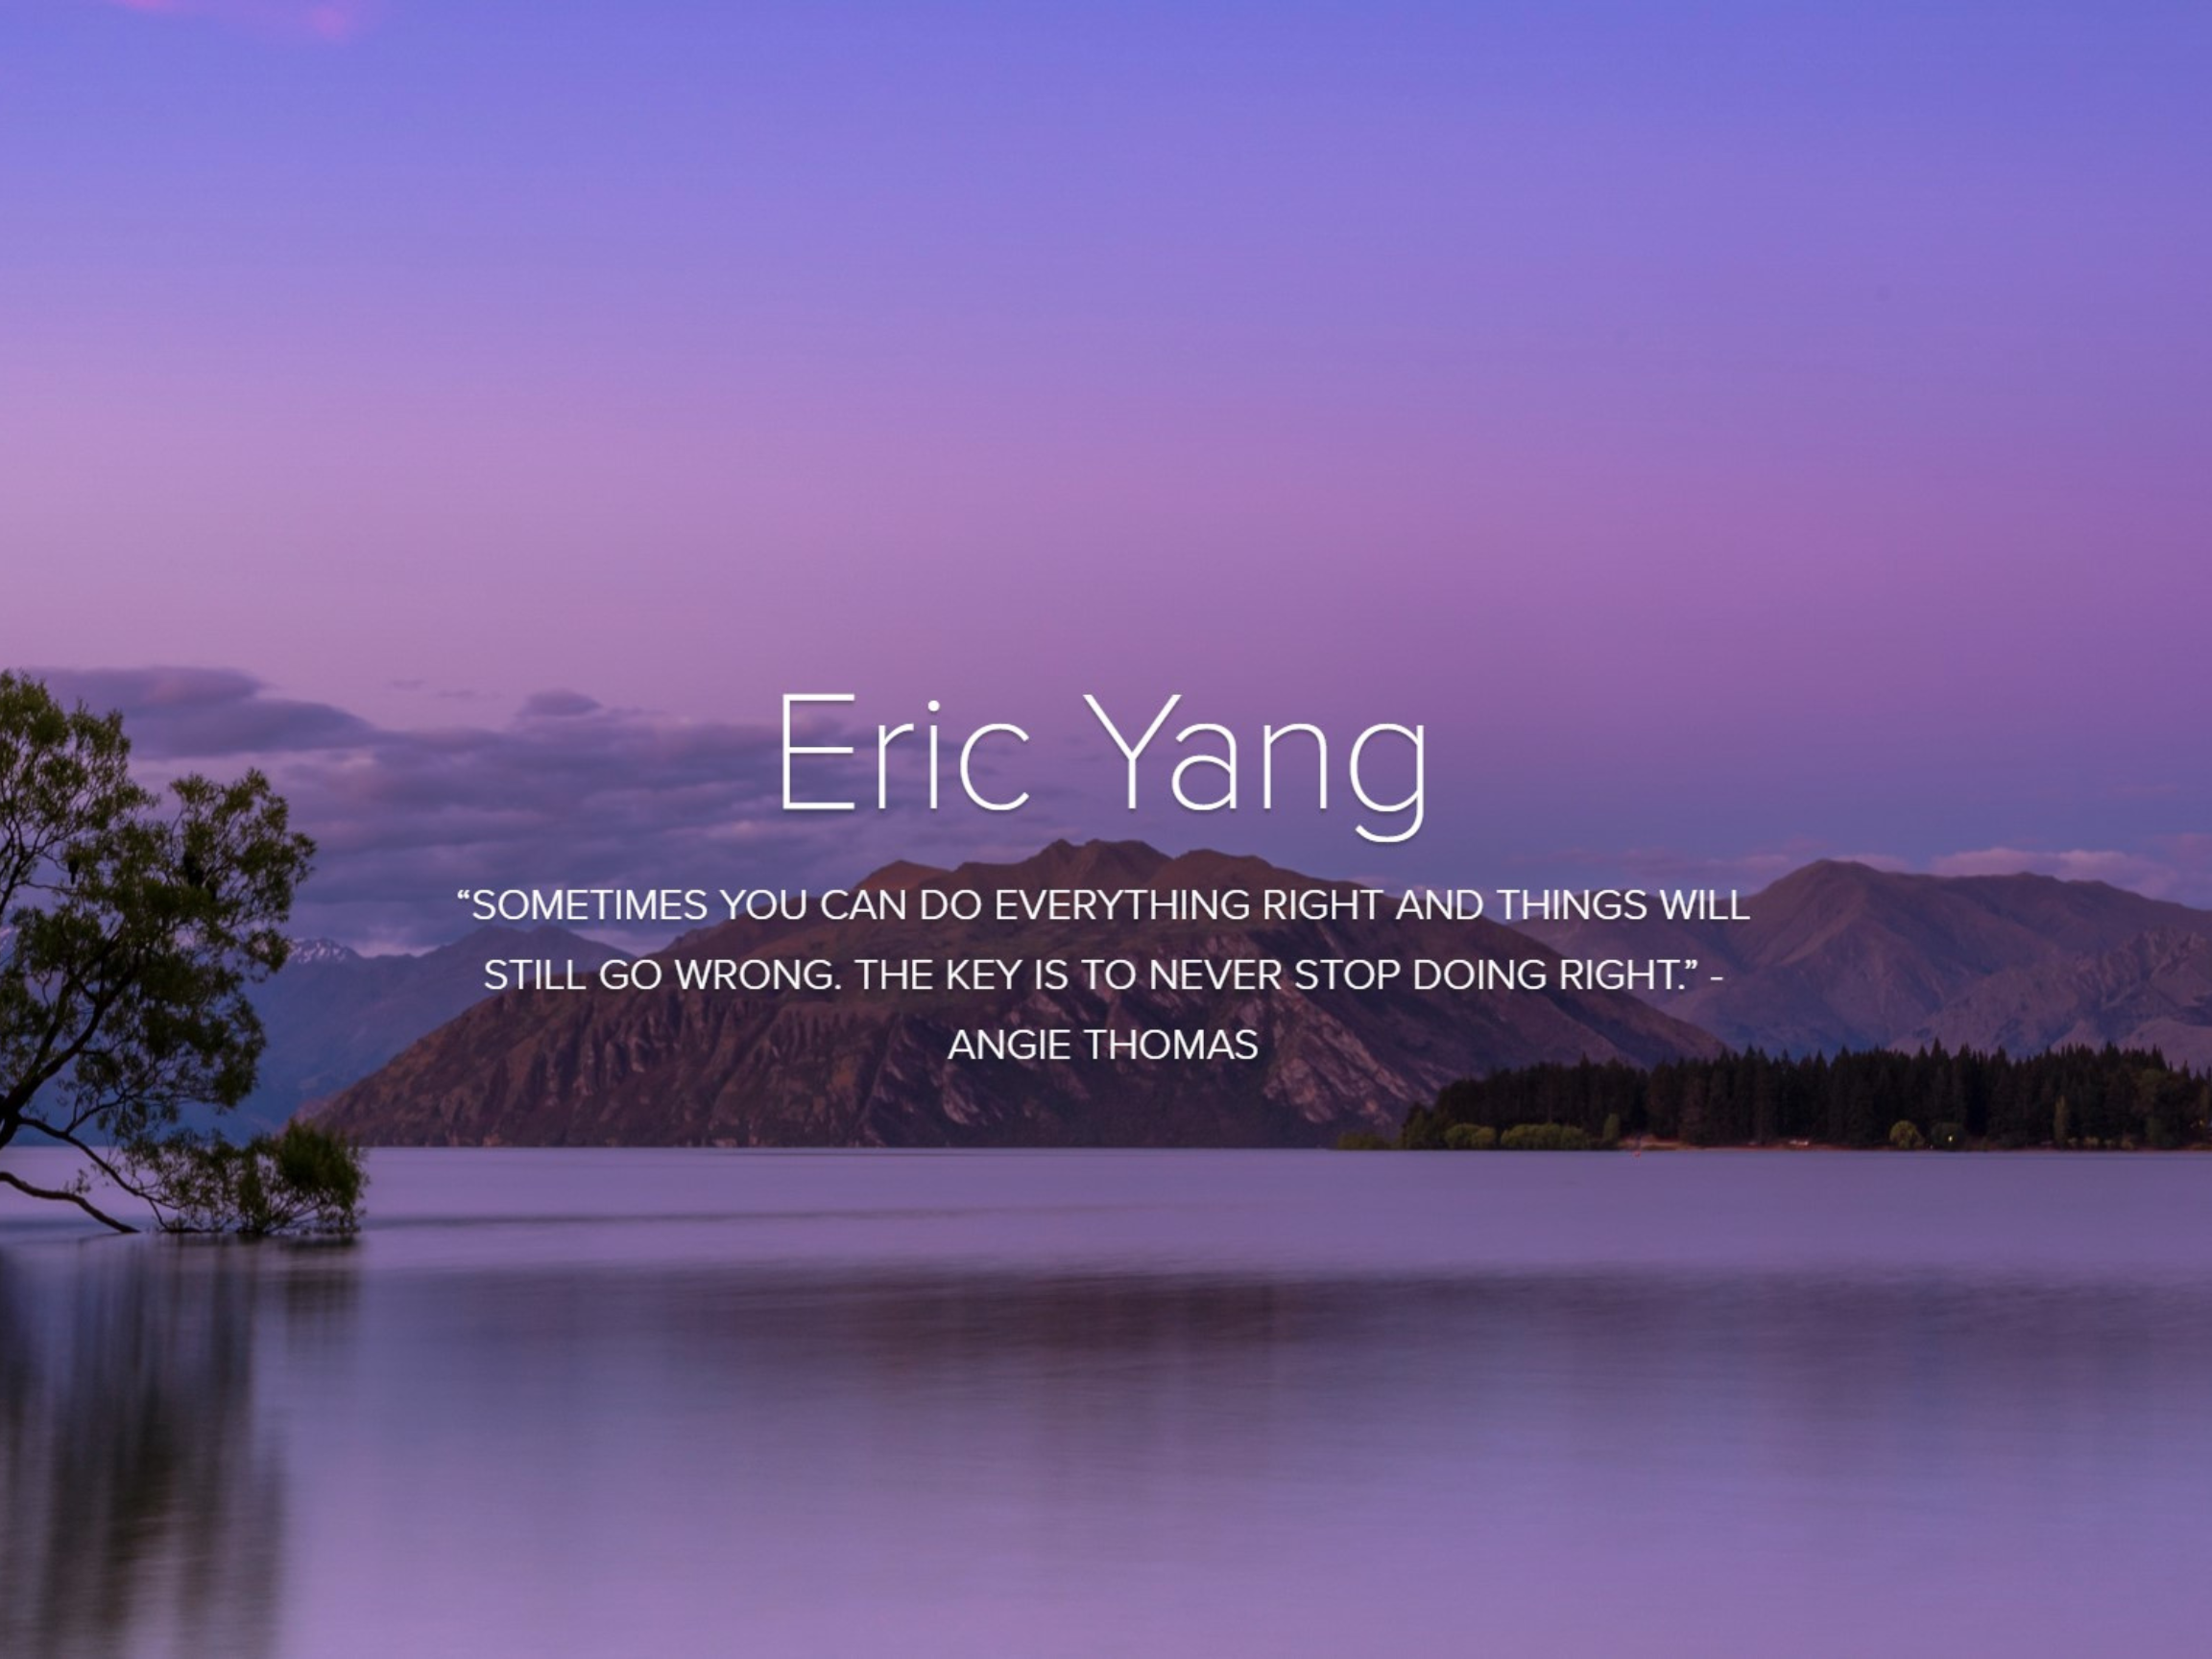 Eric Yang
“SOMETIMES YOU CAN DO EVERYTHING RIGHT AND THINGS WILL
STILL GO WRONG. THE KEY IS TO NEVER STOP DOING RIGHT.” -
ANGIE THOMAS